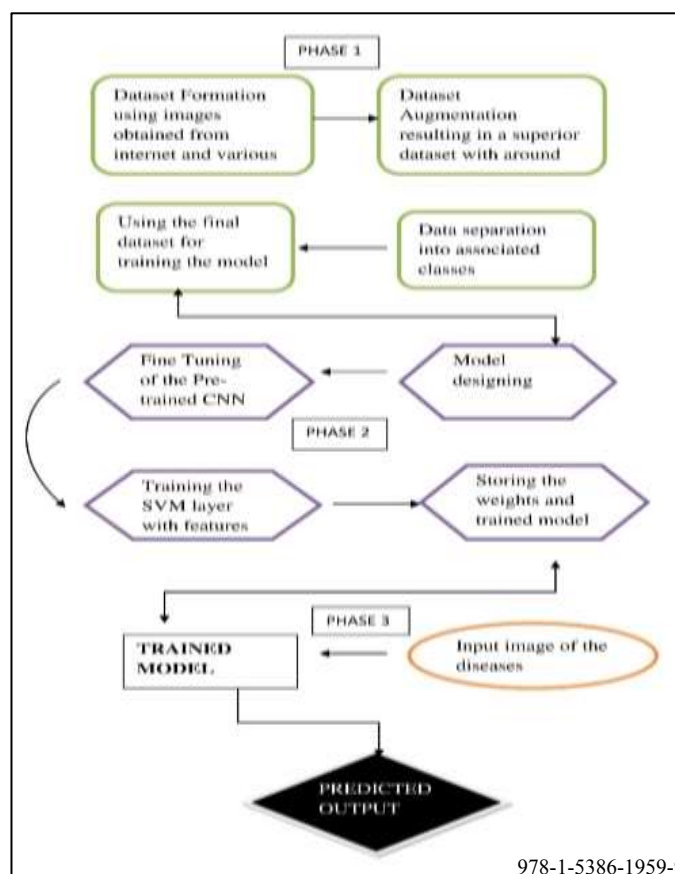 PHASE 1
Dataset Formation
using images
obtained from
internet and various
Dataset
Augmentation
resulting in a superior
dataset with around
Using the final
dataset for
training the model
Data separation
into associated
classes
Fine Tuning
of the Pre-
trained CNN
Model
designing
PHASE 2
Training the
SVM layer
with features
Storing the
weights and
trained model
PHASE 3
TRAINED
MODEL
Input image of the
diseases
PREDICTED
OUTPUT
978-1-5386-1959-